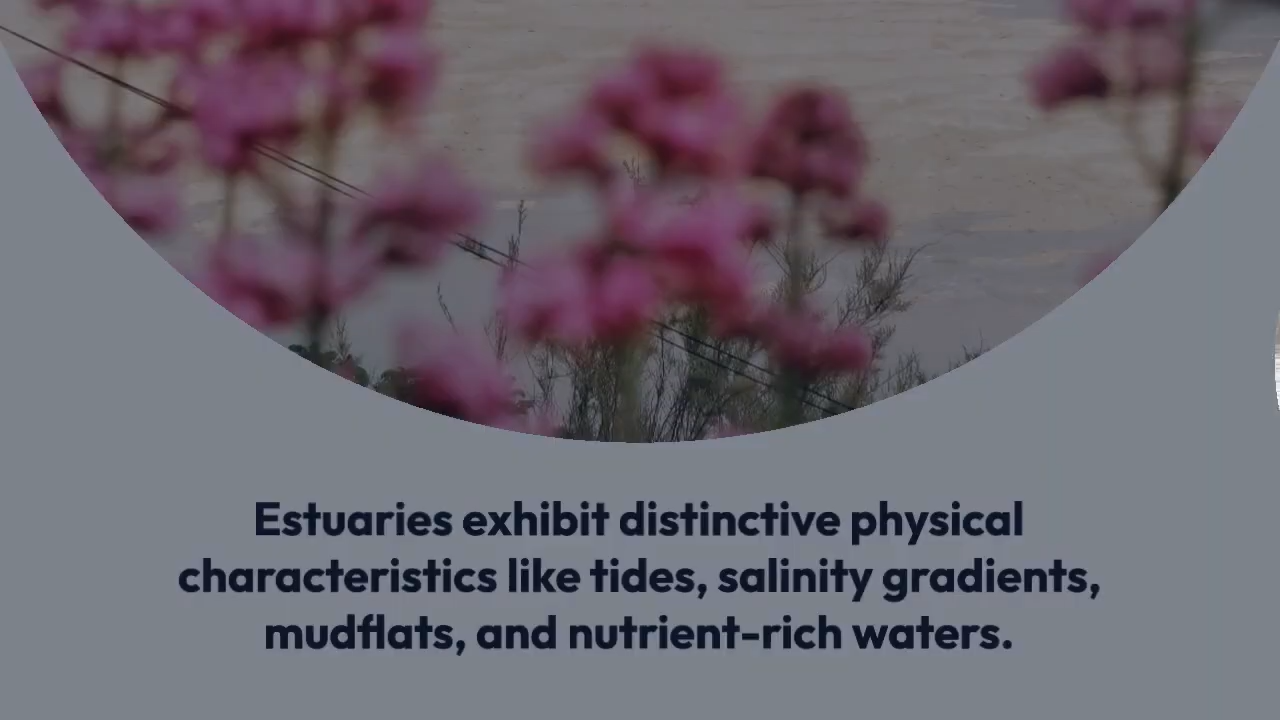 Estuaries exhibit distinctive physical
characteristics like tides, salinity gradients,
mudflats, and nutrient-rich waters.